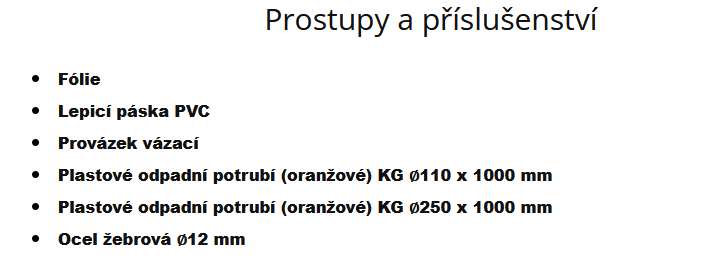 Prostupy a příslušenství
• Fólie
• Lepicí páska PVC
• Provázek vázací
• Plastové odpadní potrubí (oranžové) KG Ø110 x 1000 mm
• Plastové odpadní potrubí (oranžové) KG Ø250 x 1000 mm
• Ocel žebrová Ø12 mm